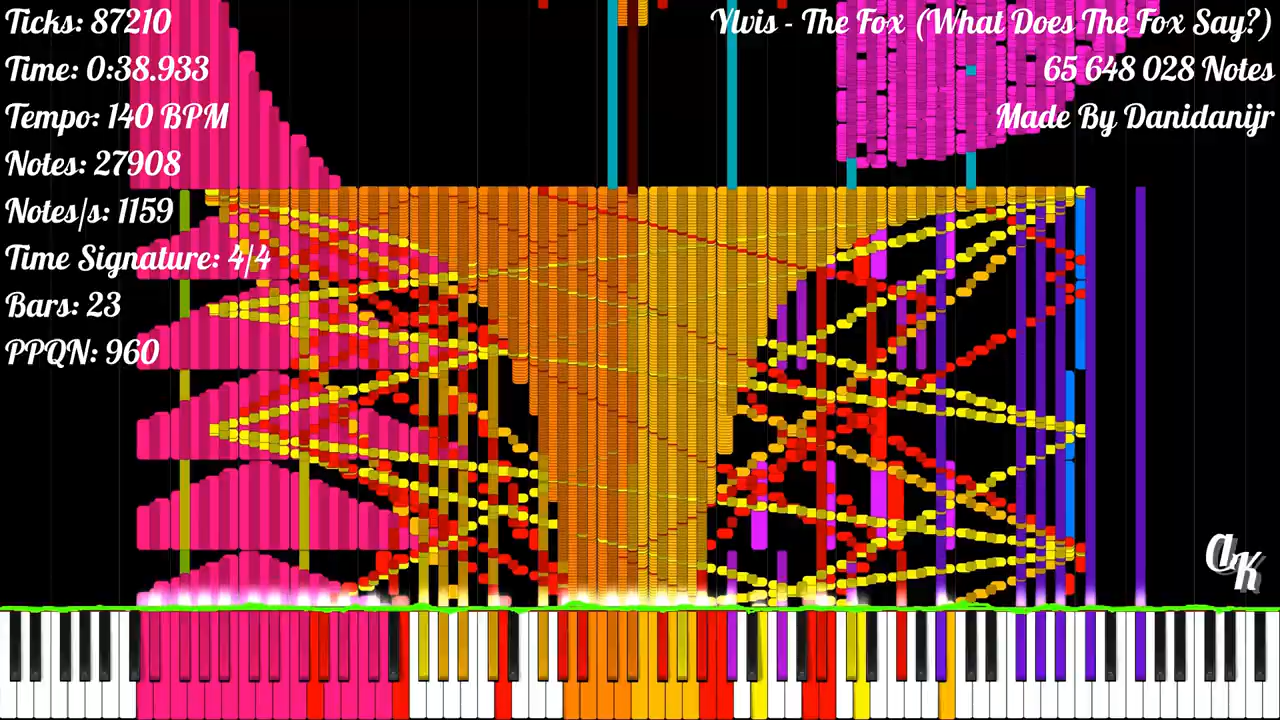 Ticks: 87210
Time: 0:38.933
Tempo: 140 BPM
Notes: 27908
Notes/s: 1159
Time Signature: 4/4
Bars: 23
PPQN: 960
Ylvis - The Fox (What Does The Fox Say?)
65 648 028 Notes
Made By Danidanijr
aK